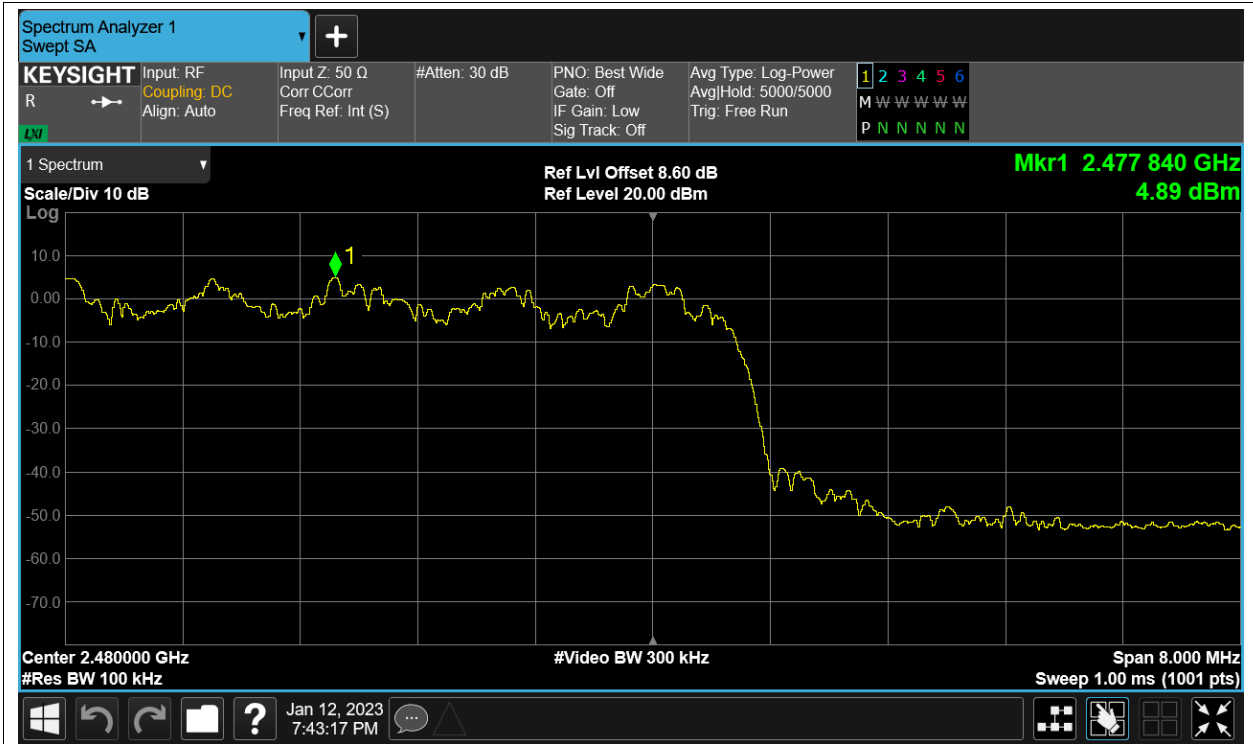 Spectrum Analyzer 1
Swept SA
KEYSIGHT
R
LXI
Input: RF
Coupling: DC
Align: Auto
Input Z: 50 Ω
Corr CCorr
Freq Ref: Int (S)
#Atten: 30 dB
PNO: Best Wide
Gate: Off
IF Gain: Low
Sig Track: Off
Avg Type: Log-Power
Avg|Hold: 5000/5000
Trig: Free Run
1 2 3 4 5 6
M W W W W W
P N N N N N
1 Spectrum
Scale/Div 10 dB
Log
Ref Lvl Offset 8.60 dB
Ref Level 20.00 dBm
Mkr1 2.477 840 GHz
4.89 dBm
1
10.0
0.00
-10.0
-20.0
-30.0
-40.0
-50.0
-60.0
-70.0
Center 2.480000 GHz
#Res BW 100 kHz
#Video BW 300 kHz
Span 8.000 MHz
Sweep 1.00 ms (1001 pts)
?
Jan 12, 2023
7:43:17 PM